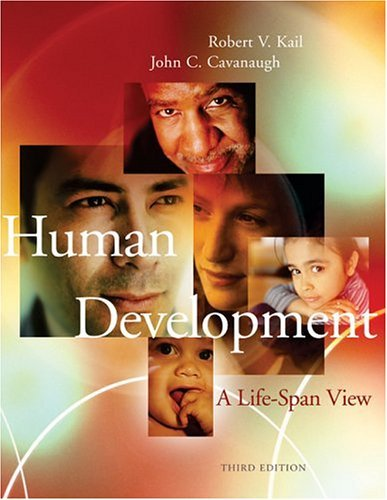 Robert V. Kail
John C. Cavanaugh
Human
Development
A Life-Span View
THIRD EDITION